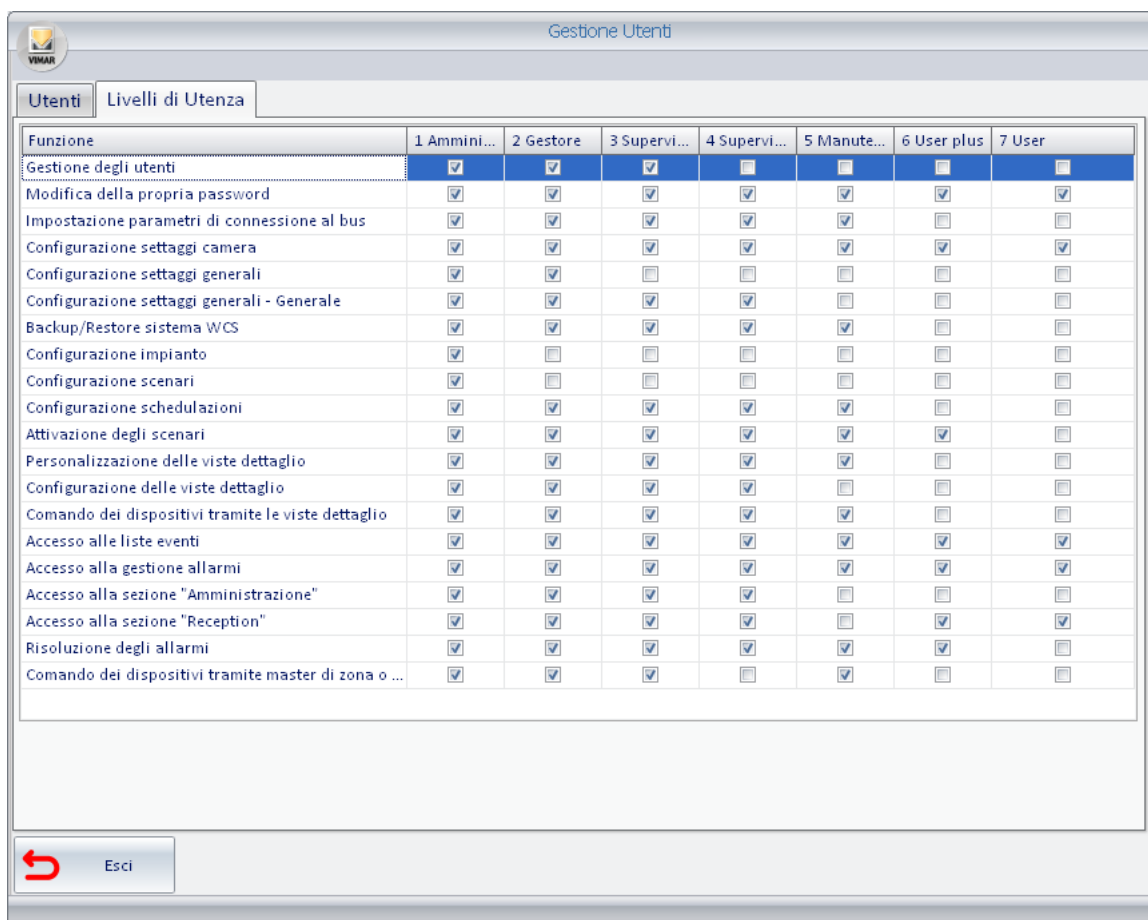 Gestione Utenti
VIMAR
Utenti Livelli di Utenza
Funzione 1 Ammini... 2 Gestore 3 Supervi... 4 Supervi... 5 Manute... 6 User plus 7 User
Gestione degli utenti
Modifica della propria password
Impostazione parametri di connessione al bus
Configurazione settaggi camera
Configurazione settaggi generali
Configurazione settaggi generali - Generale
Backup/Restore sistema WCS
Configurazione impianto
Configurazione scenari
Configurazione schedulazioni
Attivazione degli scenari
Personalizzazione delle viste dettaglio
Configurazione delle viste dettaglio
Comando dei dispositivi tramite le viste dettaglio
Accesso alle liste eventi
Accesso alla gestione allarmi
Accesso alla sezione "Amministrazione"
Accesso alla sezione "Reception"
Risoluzione degli allarmi
Comando dei dispositivi tramite master di zona o ...
Esci